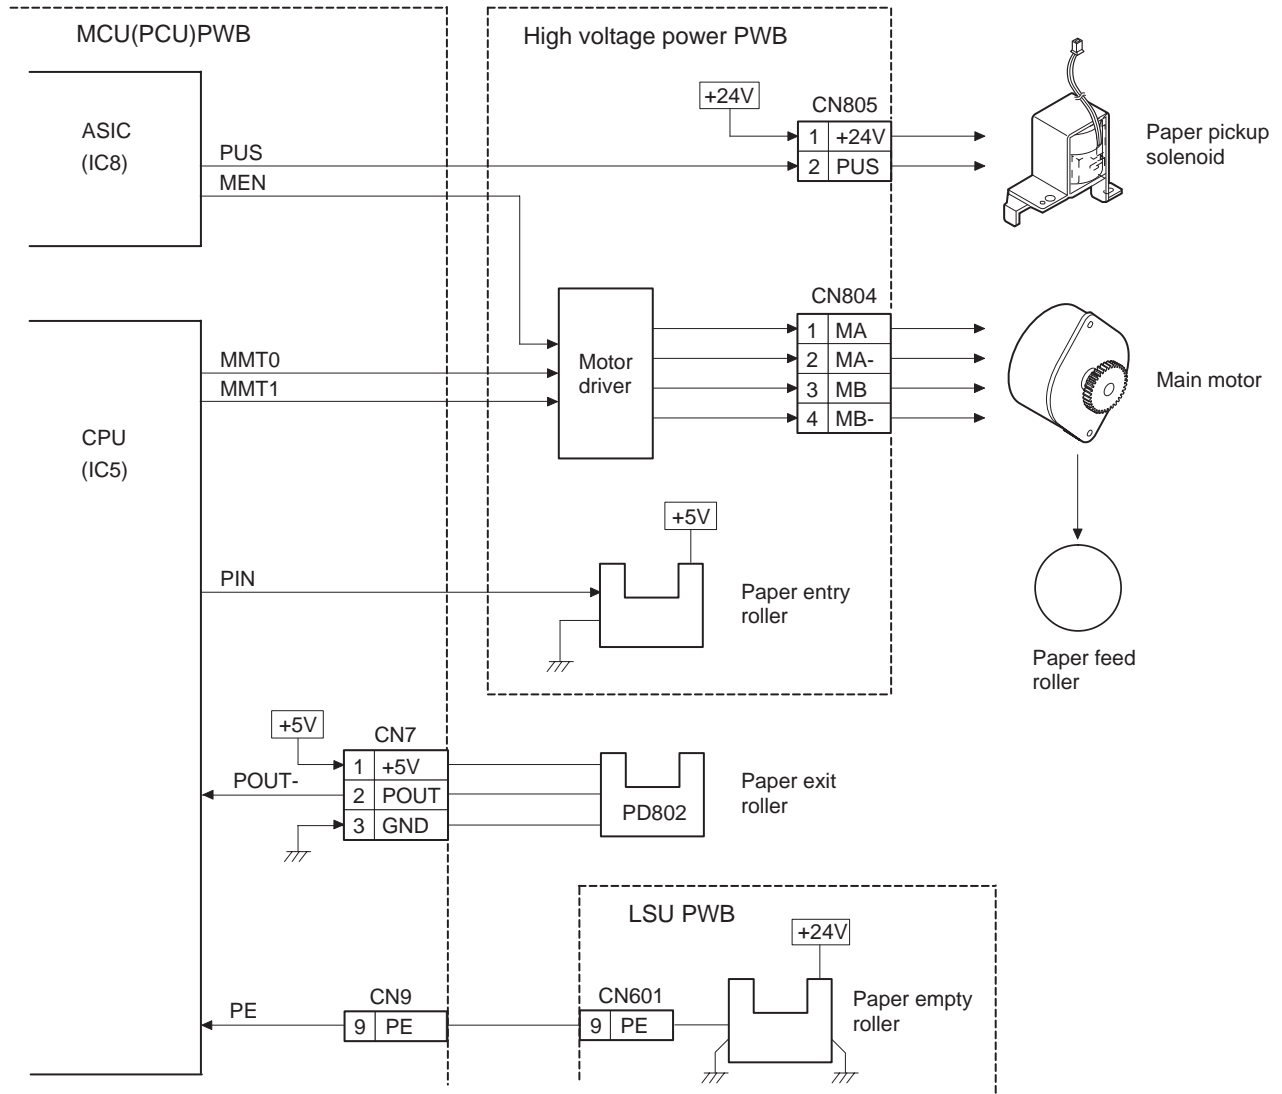 MCU(PCU)PWB
High voltage power PWB
+24V
CN805
1 +24V
2 PUS
Paper pickup
solenoid
ASIC
(IC8)
PUS
MEN
CN804
1 MA
2 MA-
3 MB
4 MB-
Motor
driver
Main motor
MMT0
MMT1
CPU
(IC5)
+5V
PIN
Paper entry
roller
Paper feed
roller
+5V
CN7
1 +5V
2 POUT
3 GND
POUT-
PD802
Paper exit
roller
LSU PWB
+24V
PE
CN9
9 PE
CN601
9 PE
Paper empty
roller